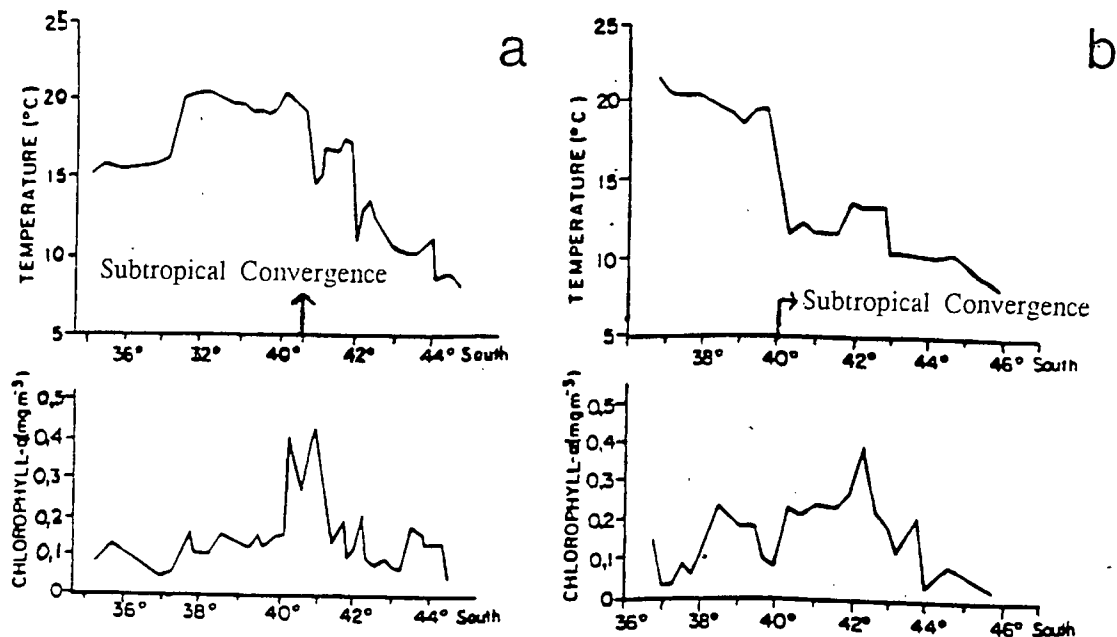 a
25
20
15
10
5
TEMPERATURE (°C)
Subtropical Convergence
36° 32° 40° 42° 44° South
b
25
20
15
10
5
TEMPERATURE (°C)
Subtropical Convergence
36° 38° 40° 42° 44° 46° South
0,5
0,4
0,3
0,2
0,1
0
CHLOROPHYLL-a(mg m⁻³)
36° 38° 40° 42° 44° South
0,5
0,4
0,3
0,2
0,1
0
CHLOROPHYLL-a(mg m⁻³)
36° 38° 40° 42° 44° 46° South